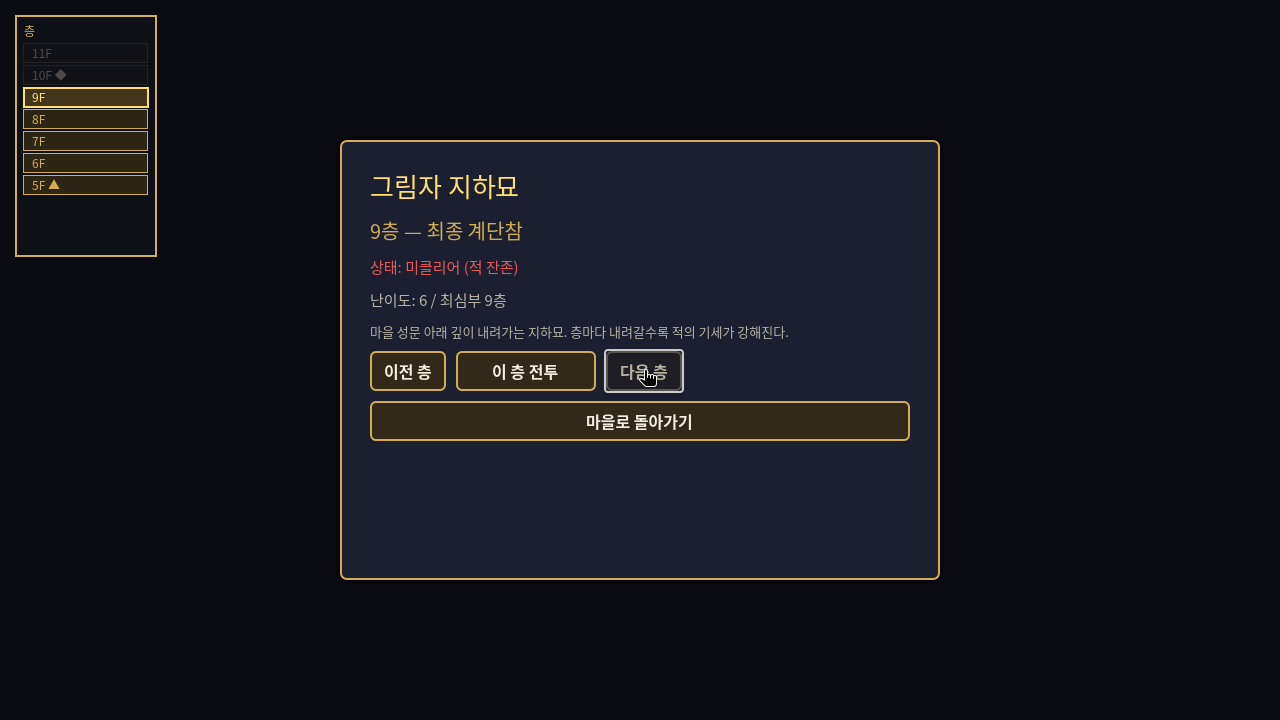 층
11F
10F ◆
9F
8F
7F
6F
5F ▲
그림자 지하묘
9층 — 최종 계단참
상태: 미클리어 (적 잔존)
난이도: 6 / 최심부 9층
마을 성문 아래 깊이 내려가는 지하묘. 층마다 내려갈수록 적의 기세가 강해진다.
이전 층 이 층 전투 다음 층
마을로 돌아가기